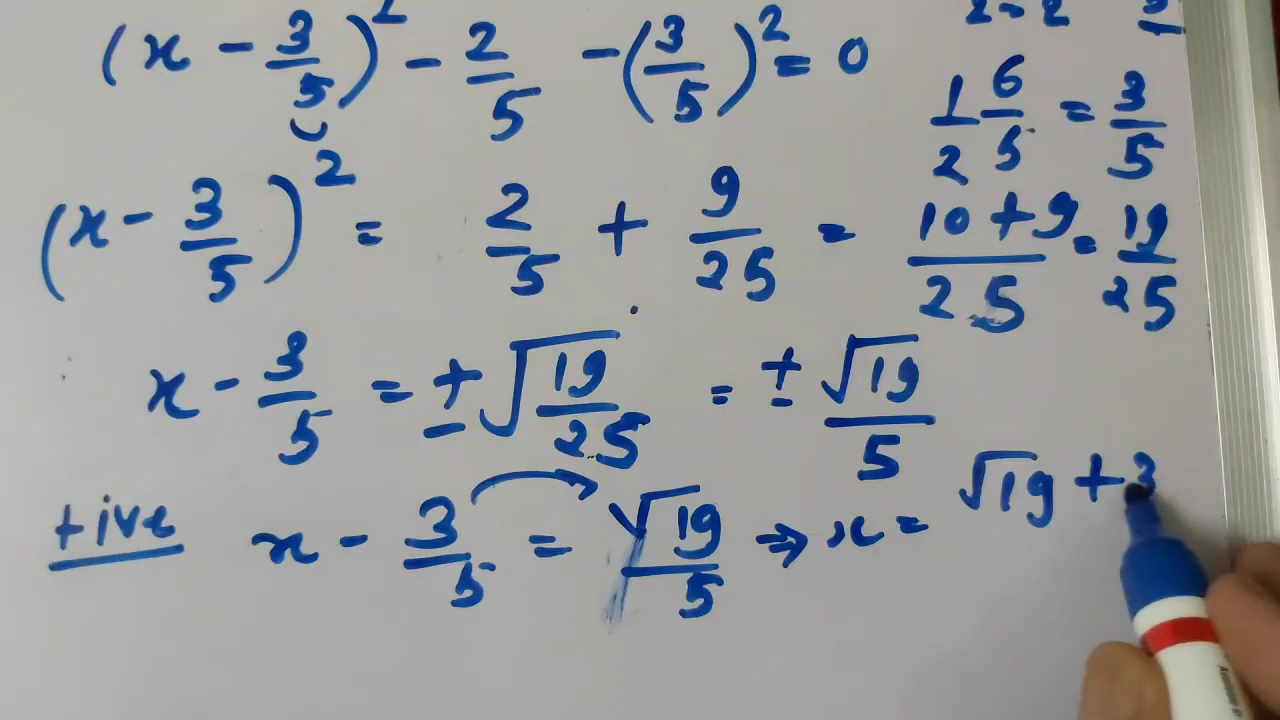 (x - 3/5)² - 2/5 - (3/5)² = 0
1/2 6/5 = 3/5
(x - 3/5)² = 2/5 + 9/25 = 10 + 9/25 = 19/25
x - 3/5 = ± √19/25 = ± √19/5
+ive x - 3/5 = √19/5 ⇒ x = √19 + 3